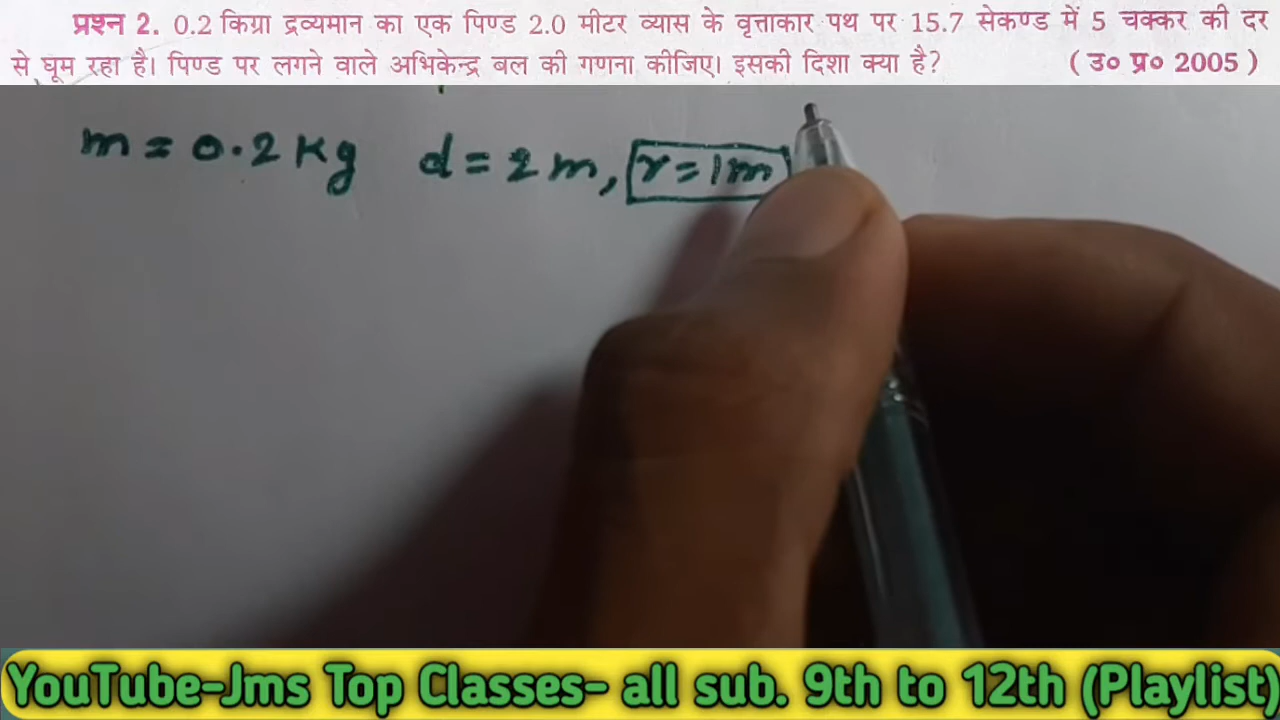 प्रश्न 2. 0.2 किग्रा द्रव्यमान का एक पिण्ड 2.0 मीटर व्यास के वृत्ताकार पथ पर 15.7 सेकण्ड में 5 चक्कर की दर
से घूम रहा है। पिण्ड पर लगने वाले अभिकेन्द्र बल की गणना कीजिए। इसकी दिशा क्या है? ( उ० प्र० 2005 )
m = 0.2 Kg d = 2 m, r = 1m
YouTube-Jms Top Classes- all sub. 9th to 12th (Playlist)